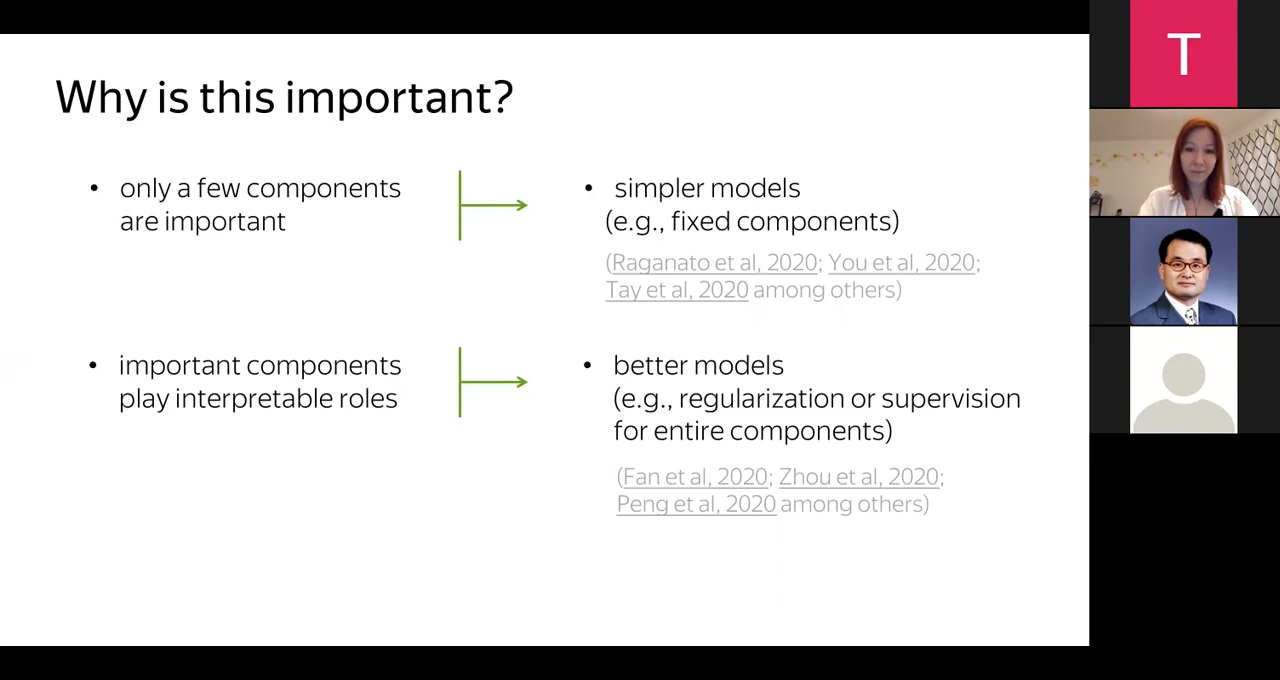 Why is this important?
• only a few components
are important
• simpler models
(e.g., fixed components)
(Raganato et al, 2020; You et al, 2020;
Tay et al, 2020 among others)
• important components
play interpretable roles
• better models
(e.g., regularization or supervision
for entire components)
(Fan et al, 2020; Zhou et al, 2020;
Peng et al, 2020 among others)
T